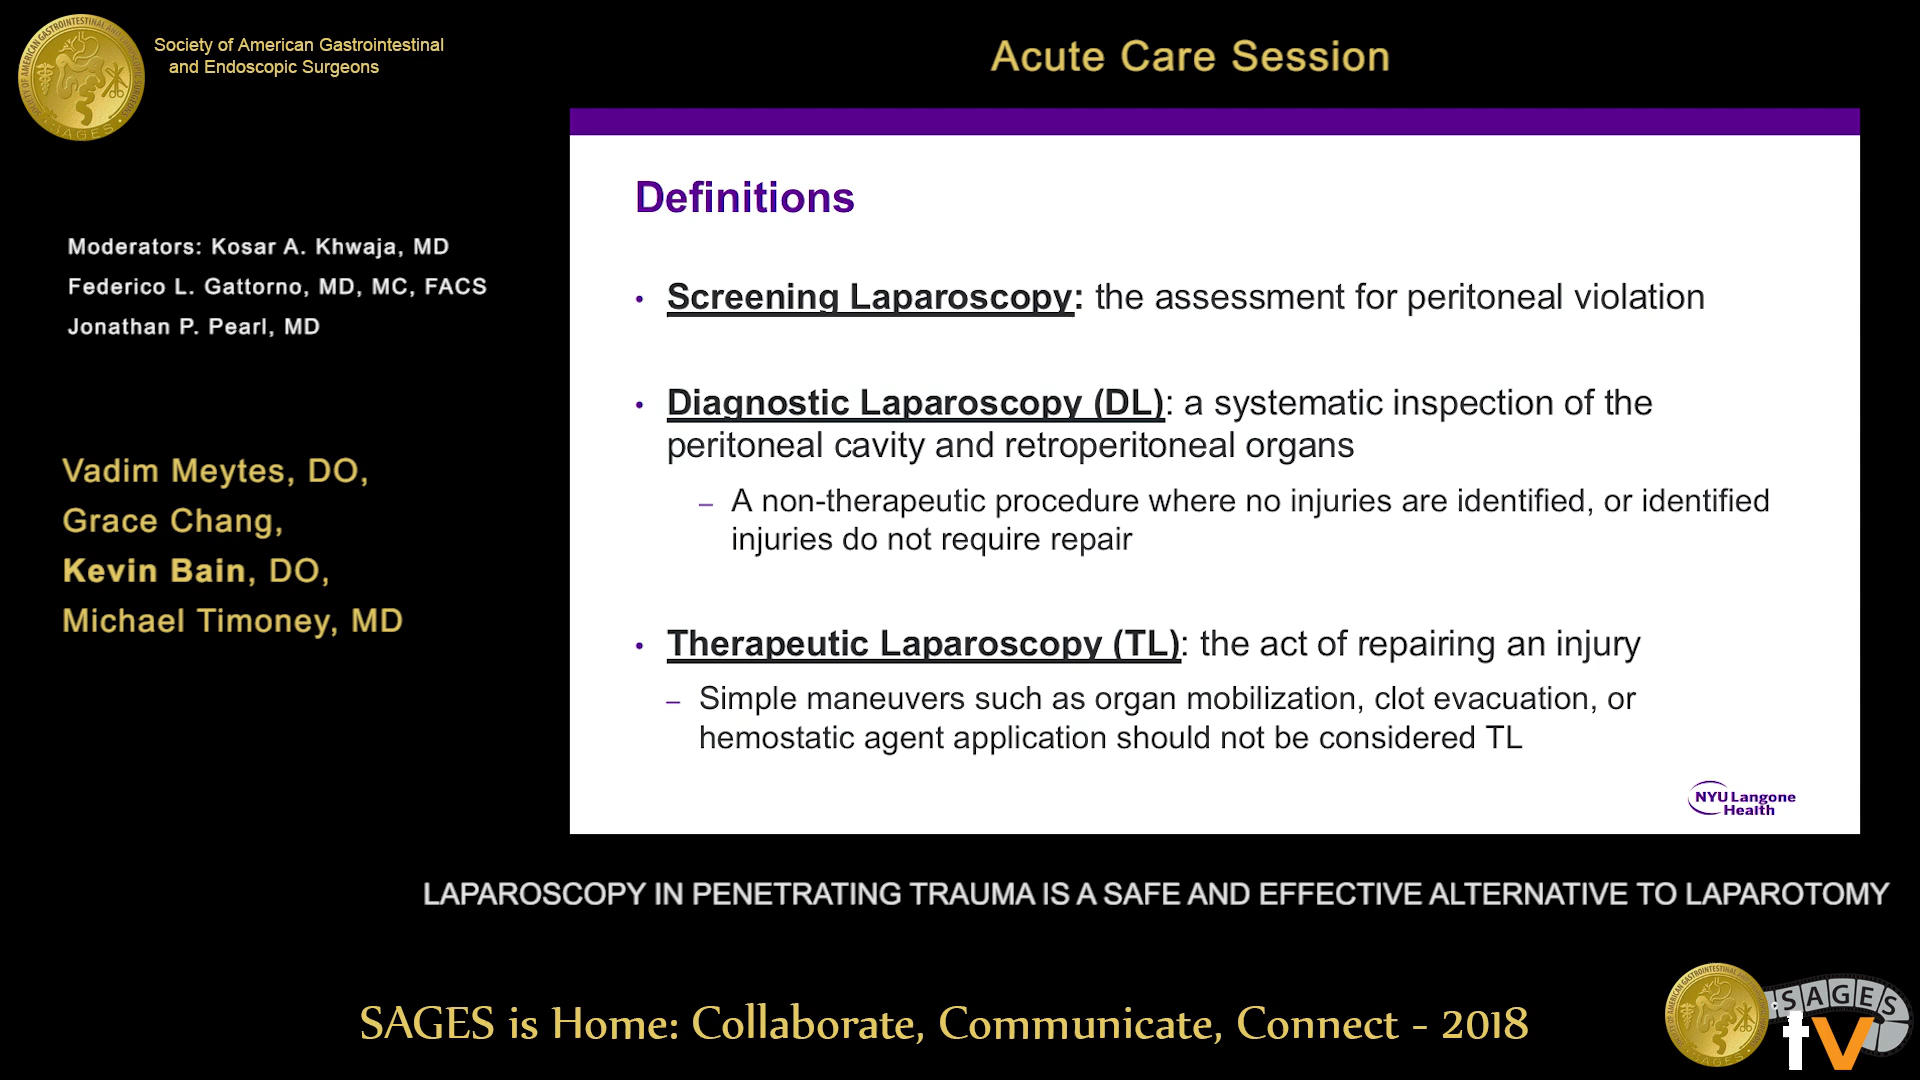 Society of American Gastrointestinal
and Endoscopic Surgeons
Acute Care Session
Moderators: Kosar A. Khwaja, MD
Federico L. Gattorno, MD, MC, FACS
Jonathan P. Pearl, MD
Vadim Meytes, DO,
Grace Chang,
Kevin Bain, DO,
Michael Timoney, MD
Definitions
• Screening Laparoscopy: the assessment for peritoneal violation
• Diagnostic Laparoscopy (DL): a systematic inspection of the
peritoneal cavity and retroperitoneal organs
– A non-therapeutic procedure where no injuries are identified, or identified
injuries do not require repair
• Therapeutic Laparoscopy (TL): the act of repairing an injury
– Simple maneuvers such as organ mobilization, clot evacuation, or
hemostatic agent application should not be considered TL
NYU Langone
Health
LAPAROSCOPY IN PENETRATING TRAUMA IS A SAFE AND EFFECTIVE ALTERNATIVE TO LAPAROTOMY
SAGES is Home: Collaborate, Communicate, Connect - 2018
SAGES
tv